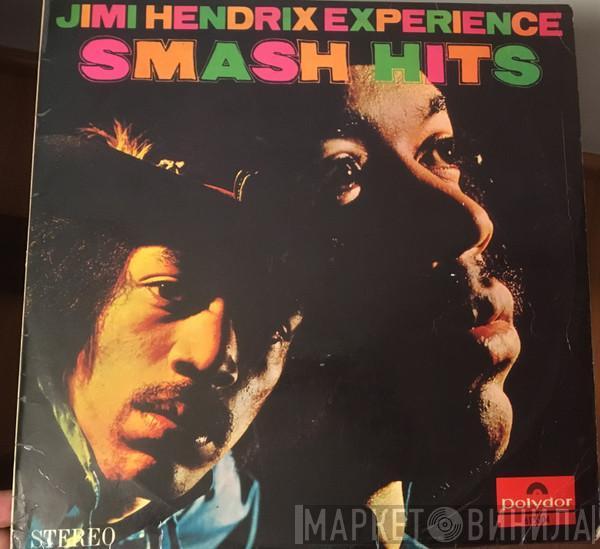 JIMI HENDRIX EXPERIENCE
SMASH HITS
polydor
STEREO
МАРКЕТ ВИНИЛА